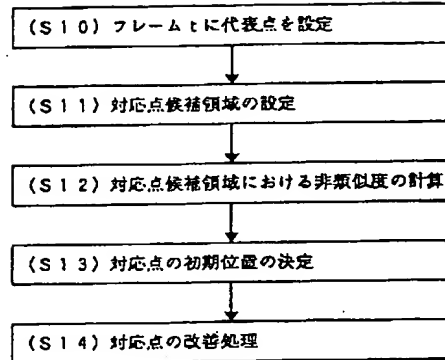 (S10) フレームtに代表点を設定
(S11) 対応点候補領域の設定
(S12) 対応点候補領域における非類似度の計算
(S13) 対応点の初期位置の決定
(S14) 対応点の改善処理